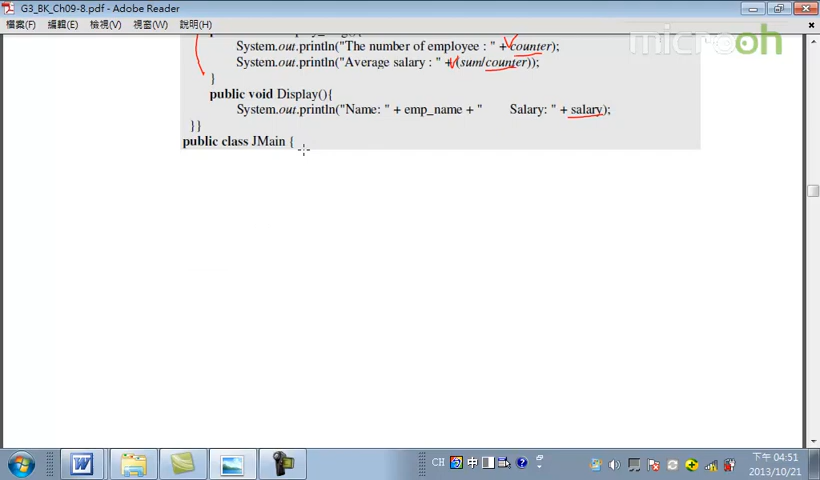 G3_BK_Ch09-8.pdf - Adobe Reader
檔案(F) 編輯(E) 檢視(V) 視窗(W) 說明(H)
microoh
System.out.println("The number of employee : " + counter);
System.out.println("Average salary : " + (sum/counter));
}
public void Display(){
System.out.println("Name: " + emp_name + " Salary: " + salary);
}}
public class JMain {
CH 中
下午 04:51
2013/10/21